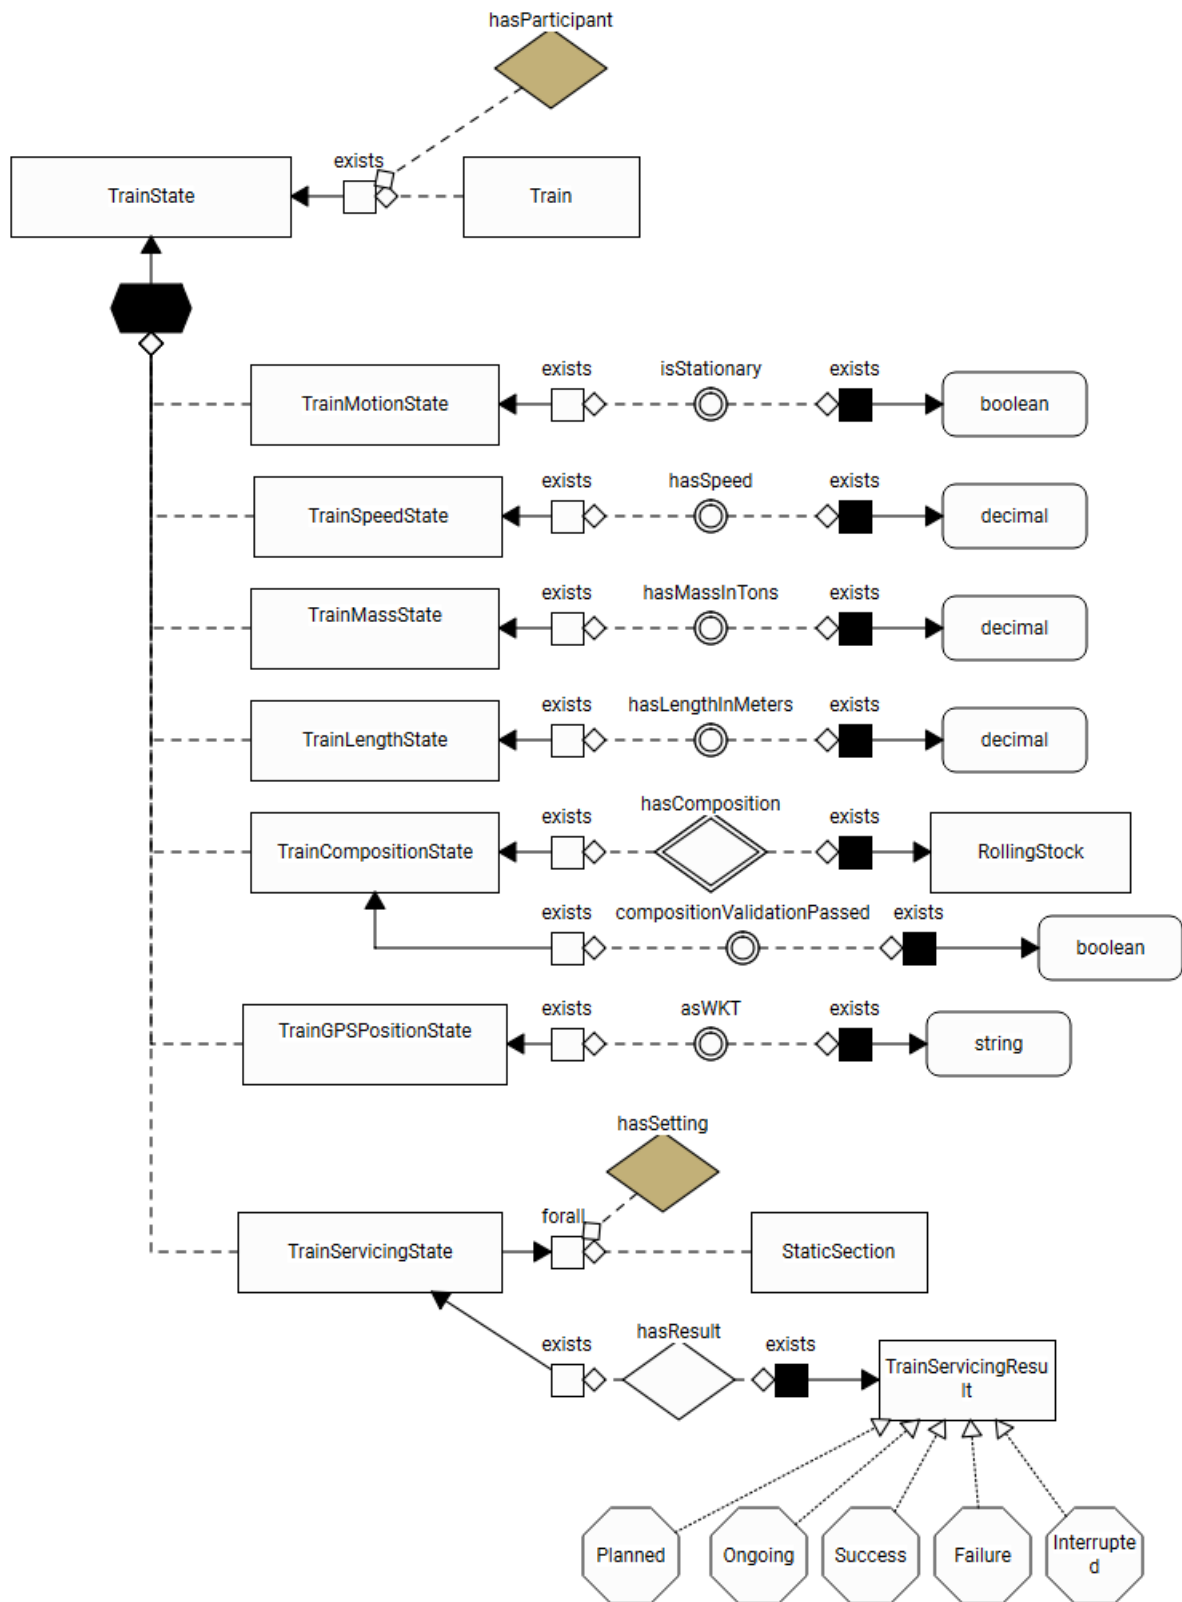 hasParticipant
exists
TrainState
Train
exists
isStationary
exists
TrainMotionState
boolean
exists
hasSpeed
exists
TrainSpeedState
decimal
exists
hasMassInTons
exists
TrainMassState
decimal
exists
hasLengthInMeters
exists
TrainLengthState
decimal
exists
hasComposition
exists
TrainCompositionState
RollingStock
exists
compositionValidationPassed
exists
boolean
exists
asWKT
exists
TrainGPSPositionState
string
hasSetting
forall
TrainServicingState
StaticSection
exists
hasResult
exists
TrainServicingResu
lt
Planned
Ongoing
Success
Failure
Interrupte
d